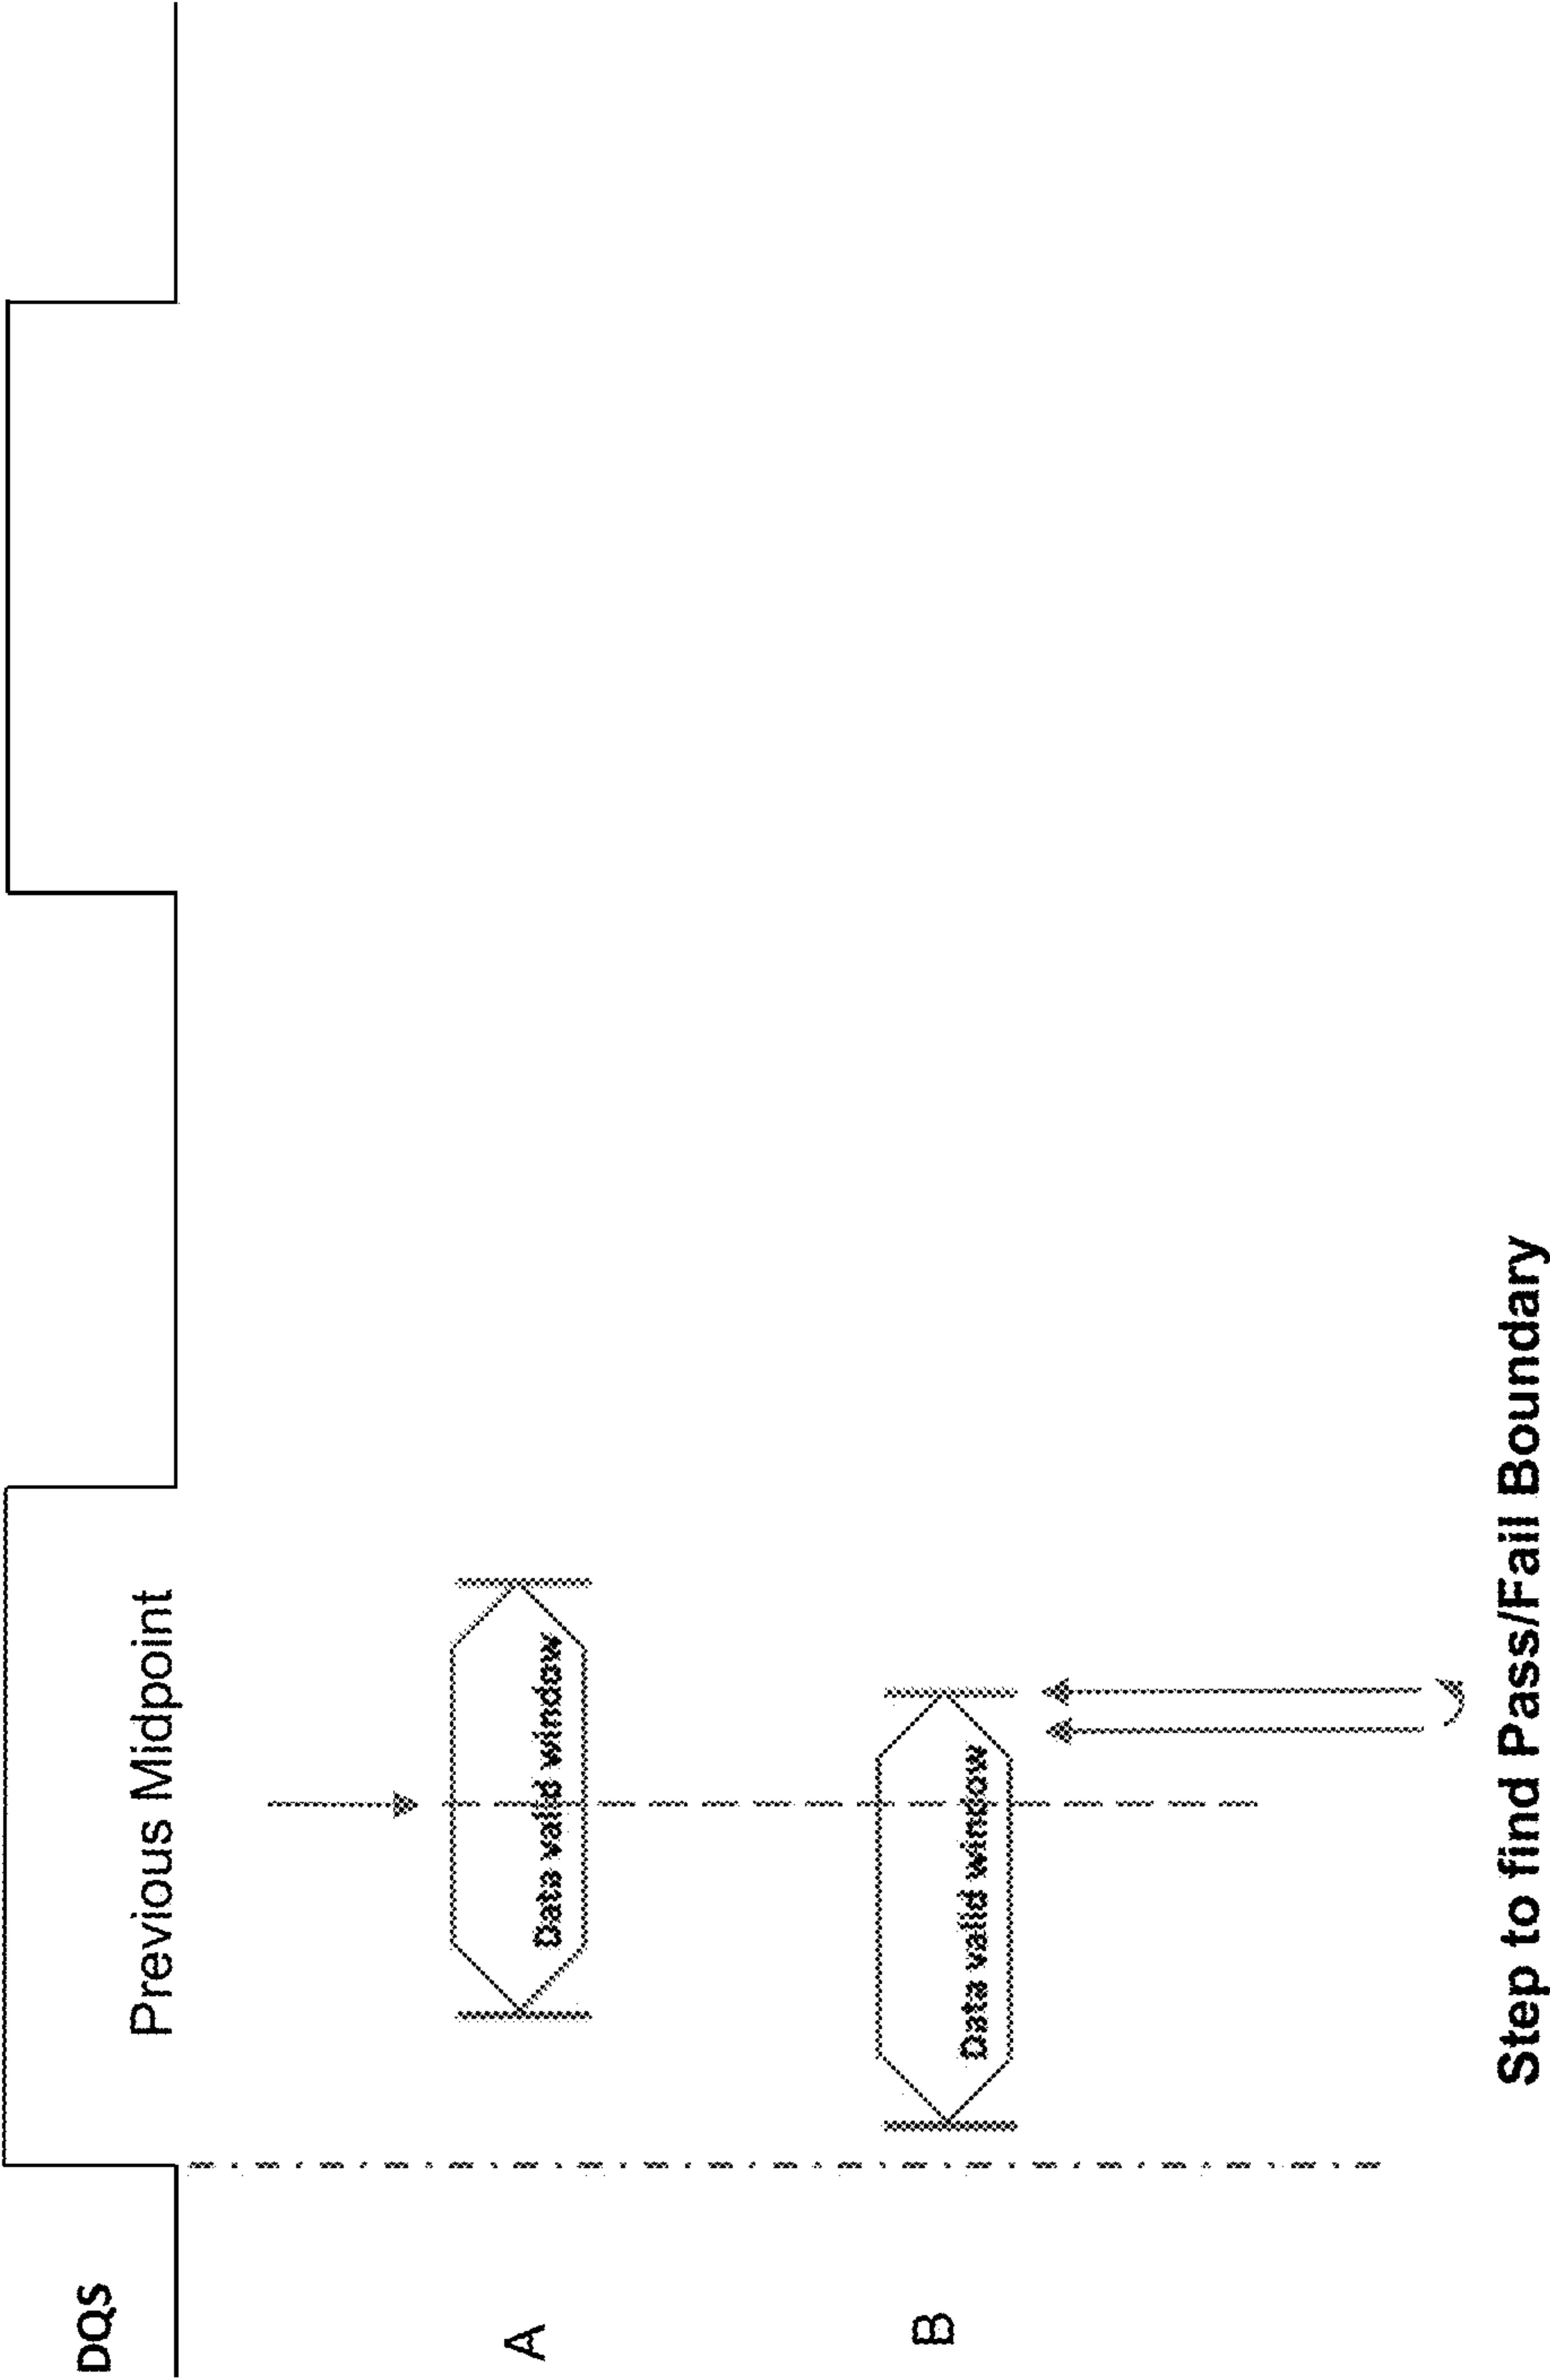 DQS
Previous Midpoint
A
Data valid window
B
Data valid window
Step to find Pass/Fail Boundary